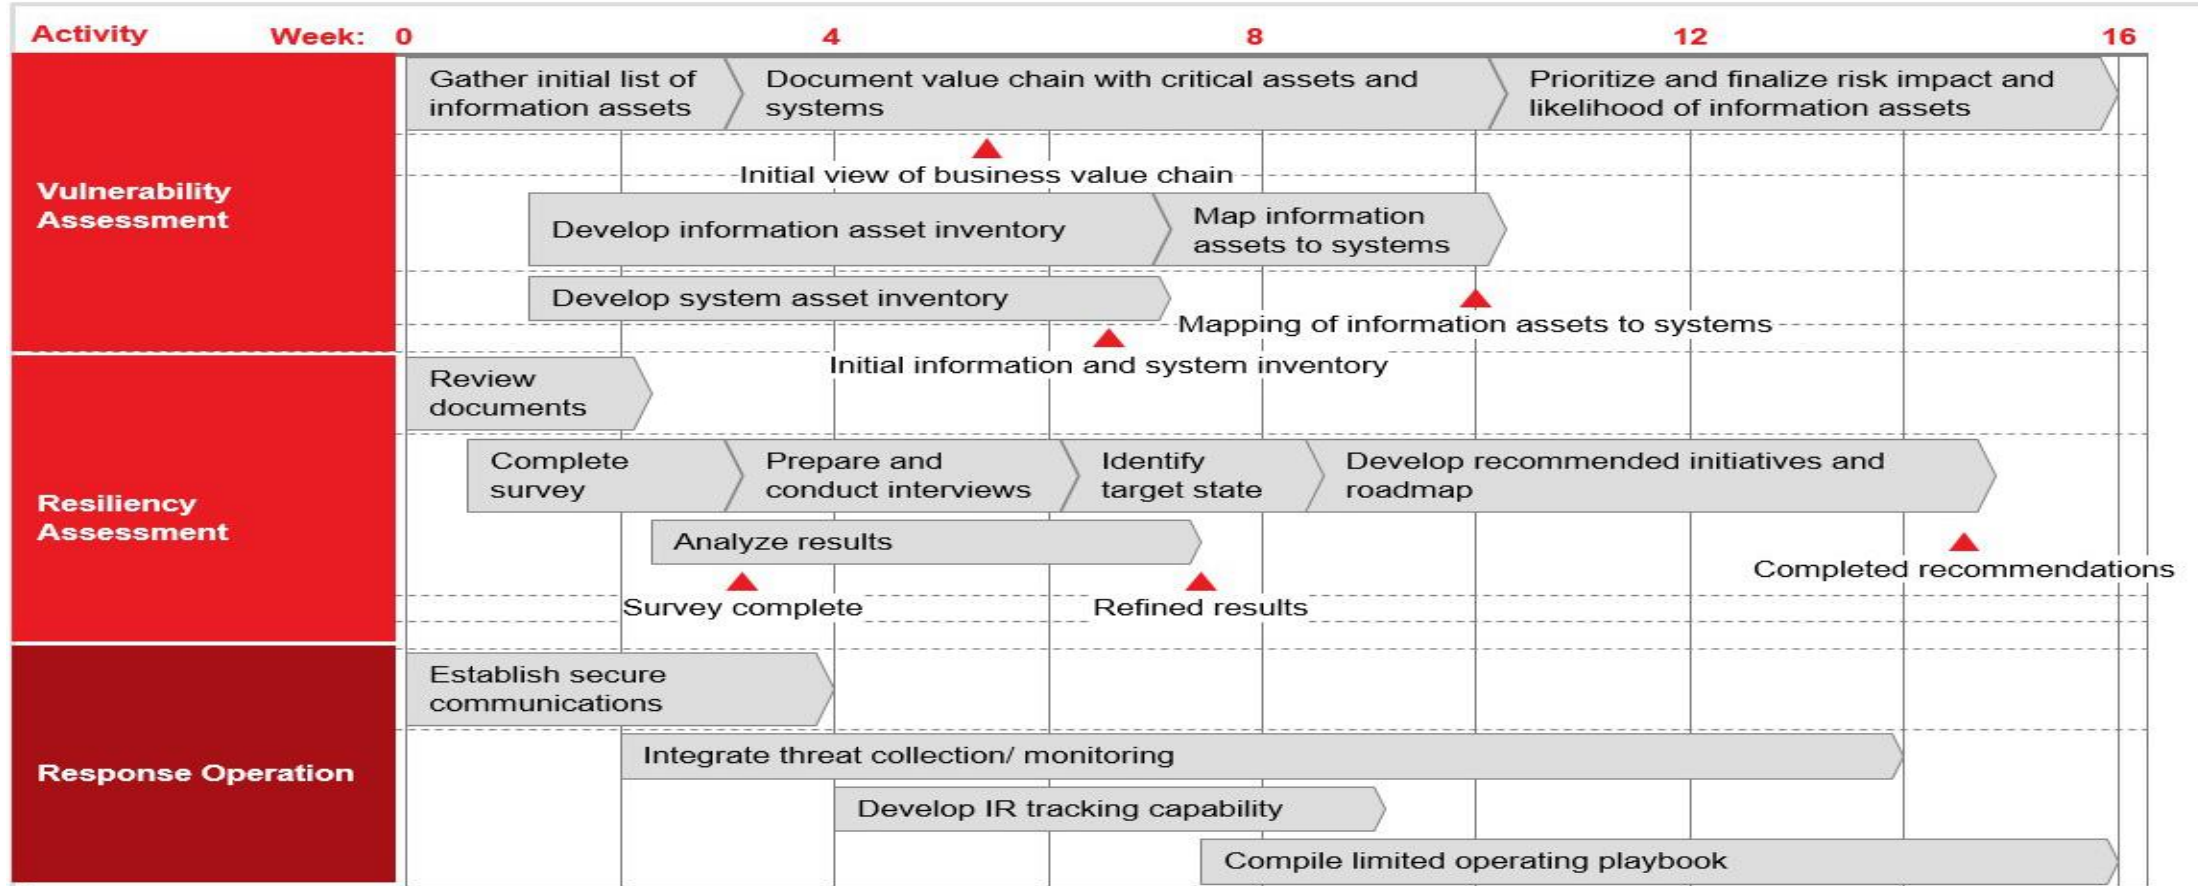 Activity Week: 0 4 8 12 16
Vulnerability
Assessment
Gather initial list of
information assets
Document value chain with critical assets and
systems
Prioritize and finalize risk impact and
likelihood of information assets
Initial view of business value chain
Develop information asset inventory
Map information
assets to systems
Develop system asset inventory
Mapping of information assets to systems
Initial information and system inventory
Resiliency
Assessment
Review
documents
Complete
survey
Prepare and
conduct interviews
Identify
target state
Develop recommended initiatives and
roadmap
Analyze results
Completed recommendations
Survey complete
Refined results
Response Operation
Establish secure
communications
Integrate threat collection/ monitoring
Develop IR tracking capability
Compile limited operating playbook